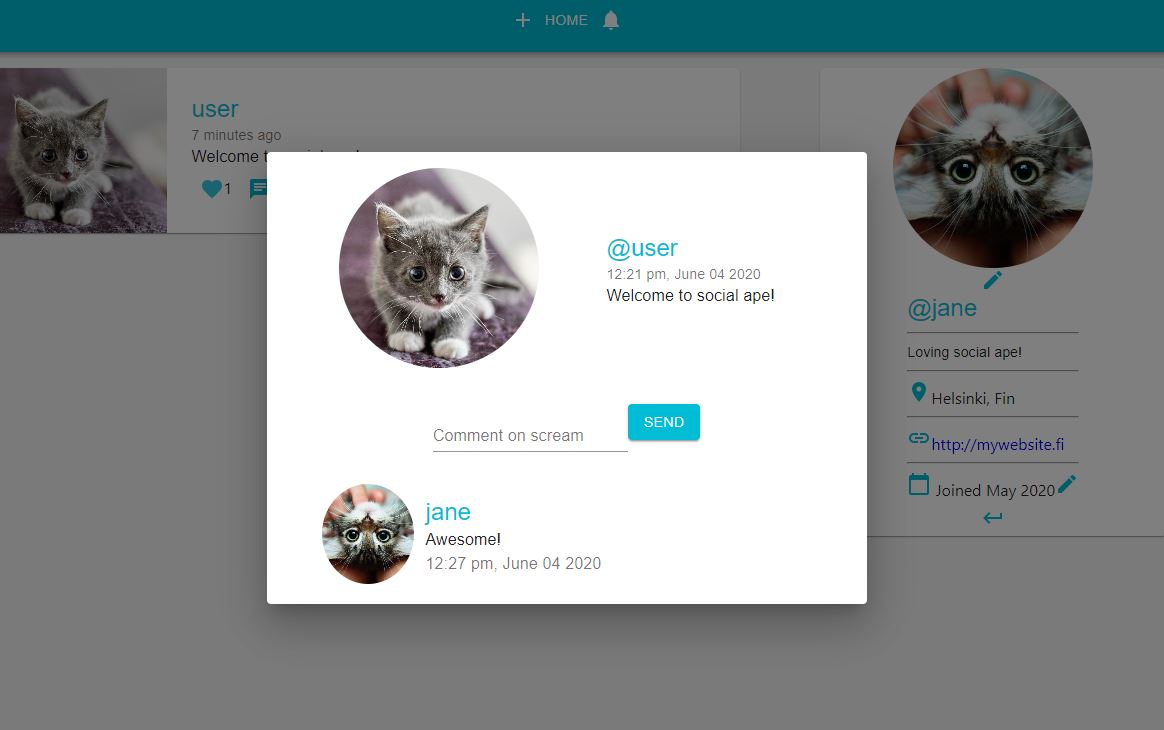 HOME
user
7 minutes ago
Welcome t
1
@user
12:21 pm, June 04 2020
Welcome to social ape!
Comment on scream
SEND
jane
Awesome!
12:27 pm, June 04 2020
@jane
Loving social ape!
Helsinki, Fin
http://mywebsite.fi
Joined May 2020